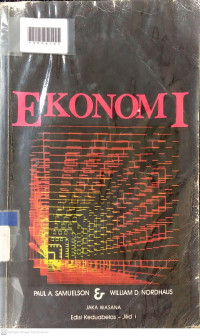 EKONOMI
PAUL A. SAMUELSON & WILLIAM D. NORDHAUS
JAKA WASANA
Edisi Keduabelas - Jilid 1